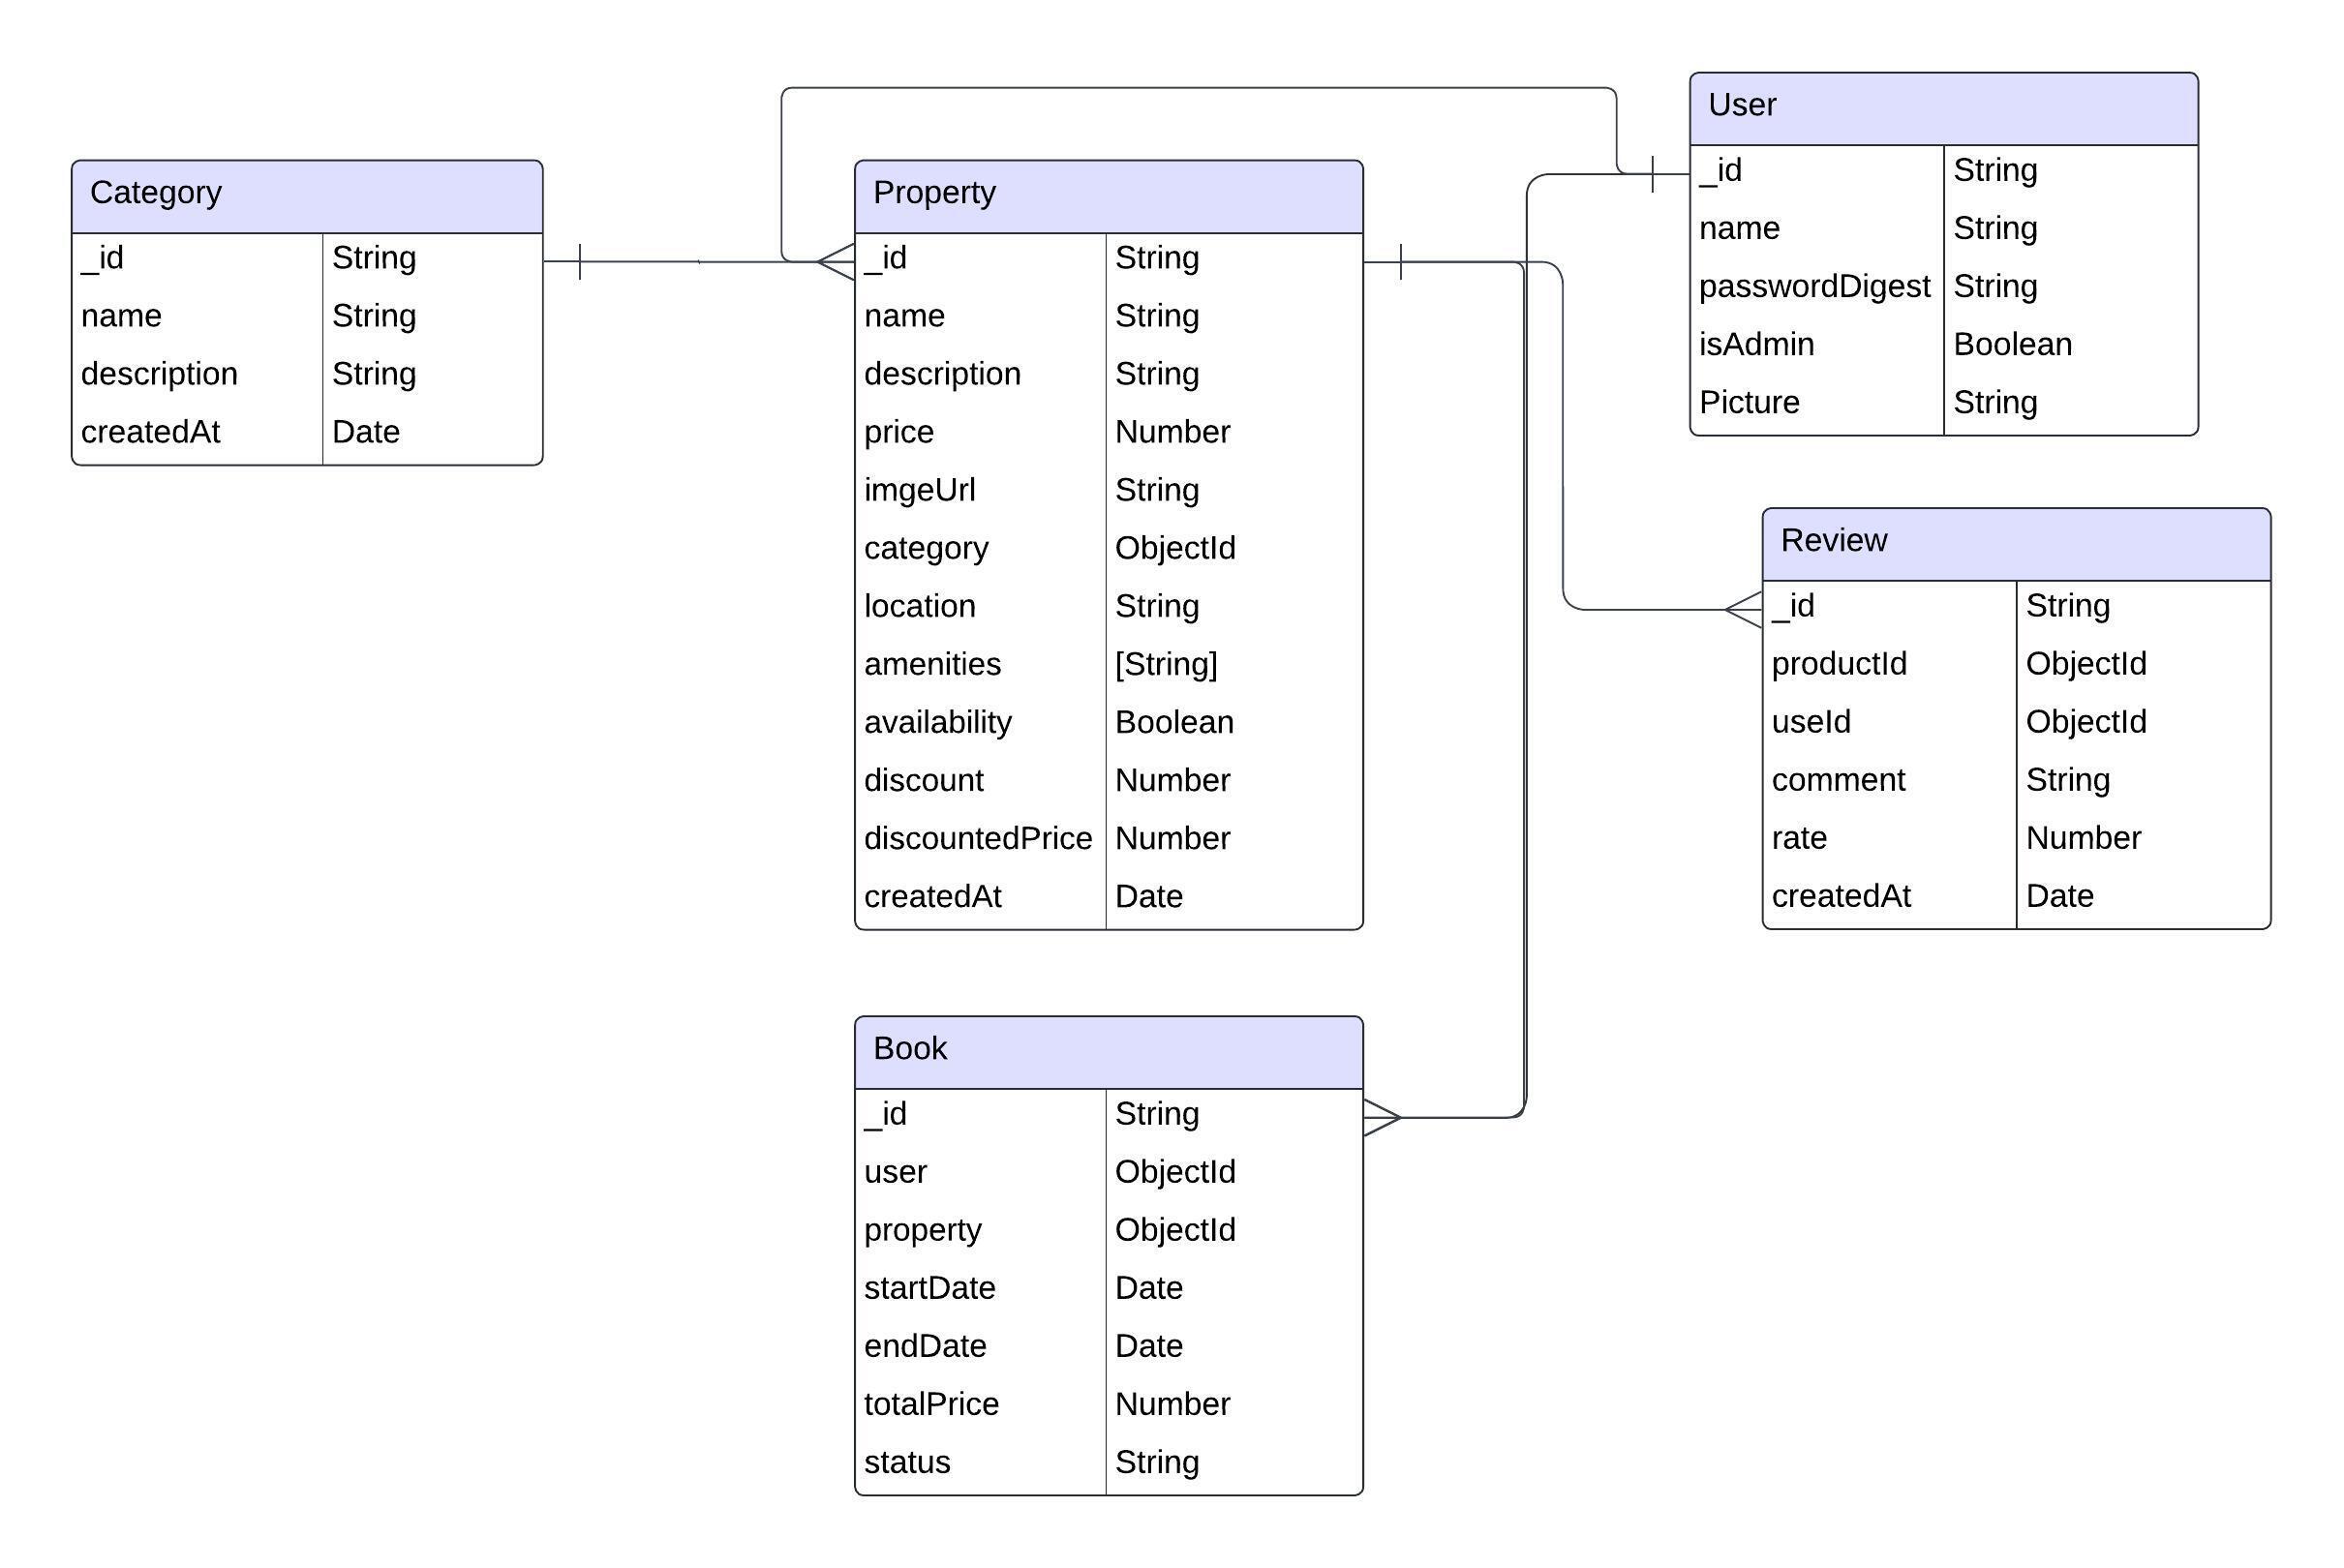 Category
_id String
name String
description String
createdAt Date
Property
_id String
name String
description String
price Number
imgeUrl String
category ObjectId
location String
amenities [String]
availability Boolean
discount Number
discountedPrice Number
createdAt Date
User
_id String
name String
passwordDigest String
isAdmin Boolean
Picture String
Review
_id String
productId ObjectId
useId ObjectId
comment String
rate Number
createdAt Date
Book
_id String
user ObjectId
property ObjectId
startDate Date
endDate Date
totalPrice Number
status String